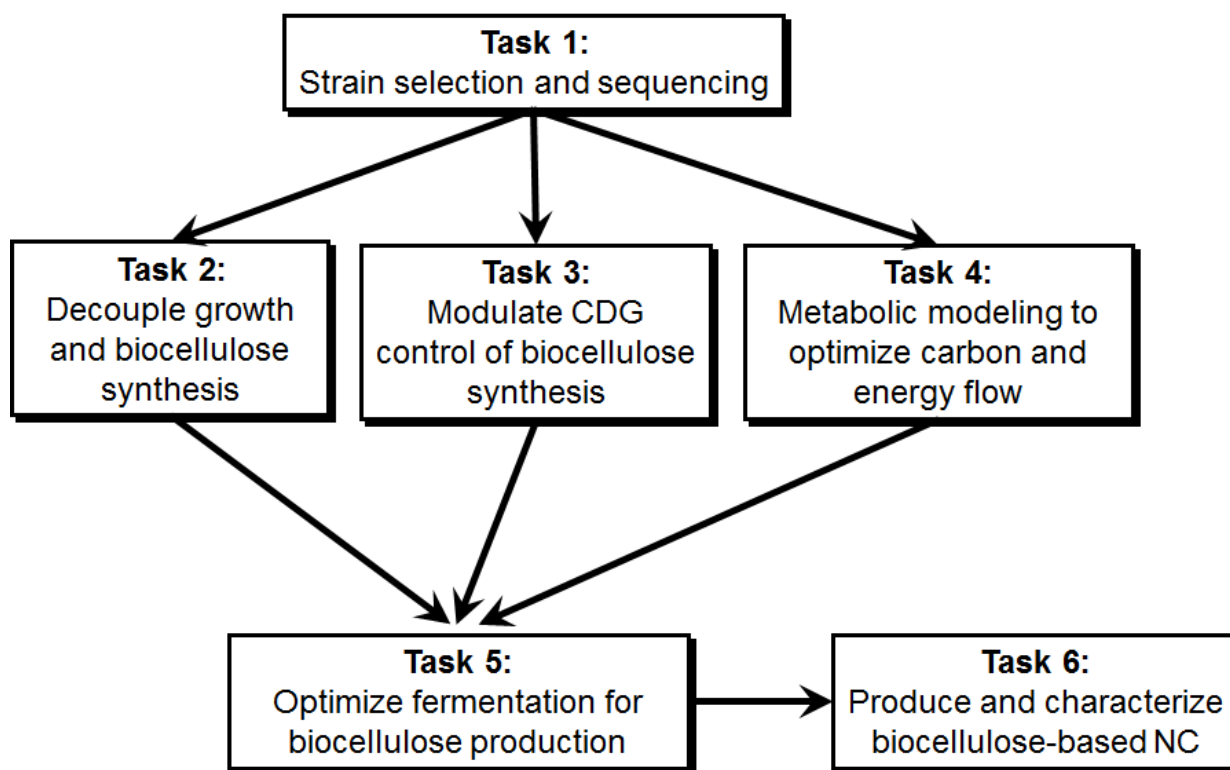 Task 1:
Strain selection and sequencing
Task 2:
Decouple growth
and biocellulose
synthesis
Task 3:
Modulate CDG
control of biocellulose
synthesis
Task 4:
Metabolic modeling to
optimize carbon and
energy flow
Task 5:
Optimize fermentation for
biocellulose production
Task 6:
Produce and characterize
biocellulose-based NC